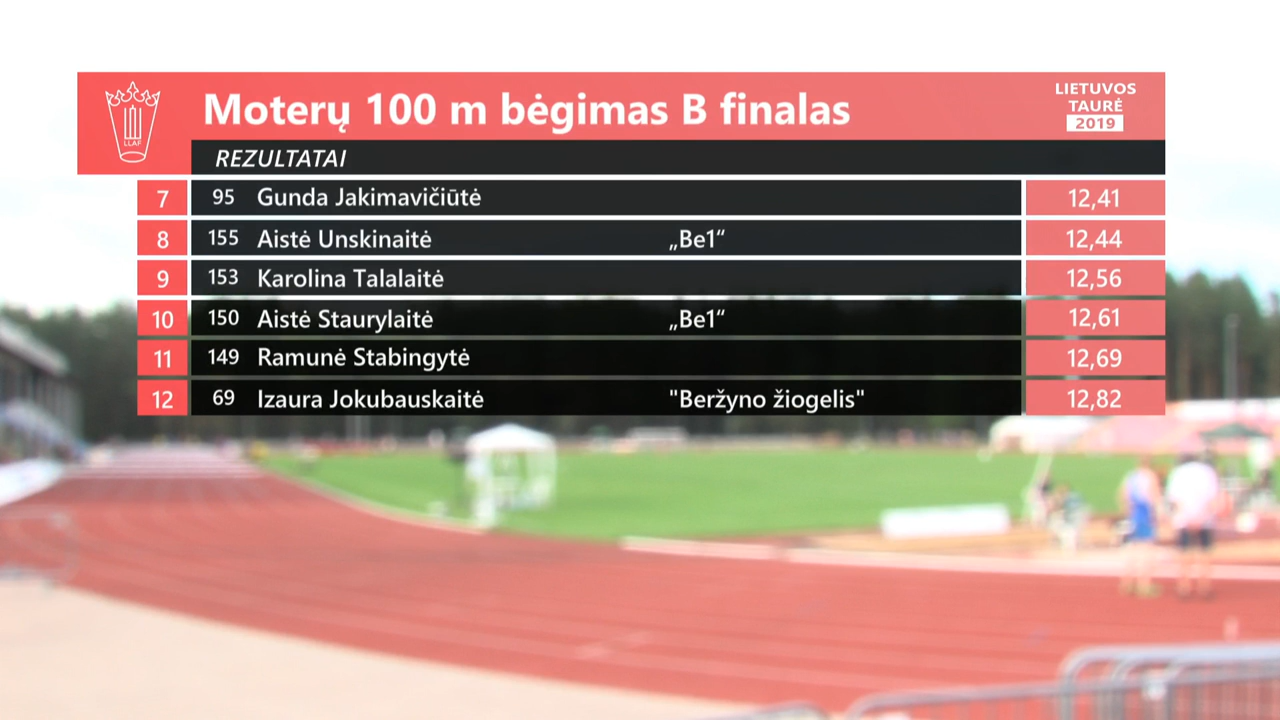 Moterų 100 m bėgimas B finalas
LIETUVOS
TAURĖ
2019
LLAF
REZULTATAI
7 95 Gunda Jakimavičiūtė 12,41
8 155 Aistė Unskinaitė „Be1“ 12,44
9 153 Karolina Talalaitė 12,56
10 150 Aistė Staurylaitė „Be1“ 12,61
11 149 Ramunė Stabingytė 12,69
12 69 Izaura Jokubauskaitė "Beržyno žiogelis" 12,82